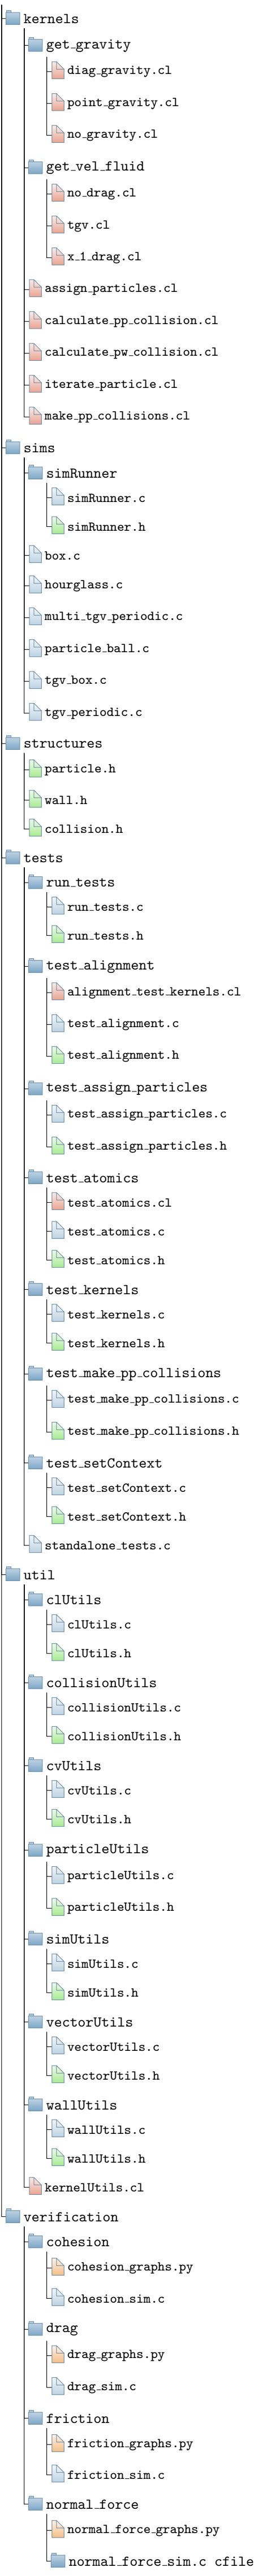 kernels
get_gravity
diag_gravity.cl
point_gravity.cl
no_gravity.cl
get_vel_fluid
no_drag.cl
tgv.cl
x_1_drag.cl
assign_particles.cl
calculate_pp_collision.cl
calculate_pw_collision.cl
iterate_particle.cl
make_pp_collisions.cl
sims
simRunner
simRunner.c
simRunner.h
box.c
hourglass.c
multi_tgv_periodic.c
particle_ball.c
tgv_box.c
tgv_periodic.c
structures
particle.h
wall.h
collision.h
tests
run_tests
run_tests.c
run_tests.h
test_alignment
alignment_test_kernels.cl
test_alignment.c
test_alignment.h
test_assign_particles
test_assign_particles.c
test_assign_particles.h
test_atomics
test_atomics.cl
test_atomics.c
test_atomics.h
test_kernels
test_kernels.c
test_kernels.h
test_make_pp_collisions
test_make_pp_collisions.c
test_make_pp_collisions.h
test_setContext
test_setContext.c
test_setContext.h
standalone_tests.c
util
clUtils
clUtils.c
clUtils.h
collisionUtils
collisionUtils.c
collisionUtils.h
cvUtils
cvUtils.c
cvUtils.h
particleUtils
particleUtils.c
particleUtils.h
simUtils
simUtils.c
simUtils.h
vectorUtils
vectorUtils.c
vectorUtils.h
wallUtils
wallUtils.c
wallUtils.h
kernelUtils.cl
verification
cohesion
cohesion_graphs.py
cohesion_sim.c
drag
drag_graphs.py
drag_sim.c
friction
friction_graphs.py
friction_sim.c
normal_force
normal_force_graphs.py
normal_force_sim.c cfile